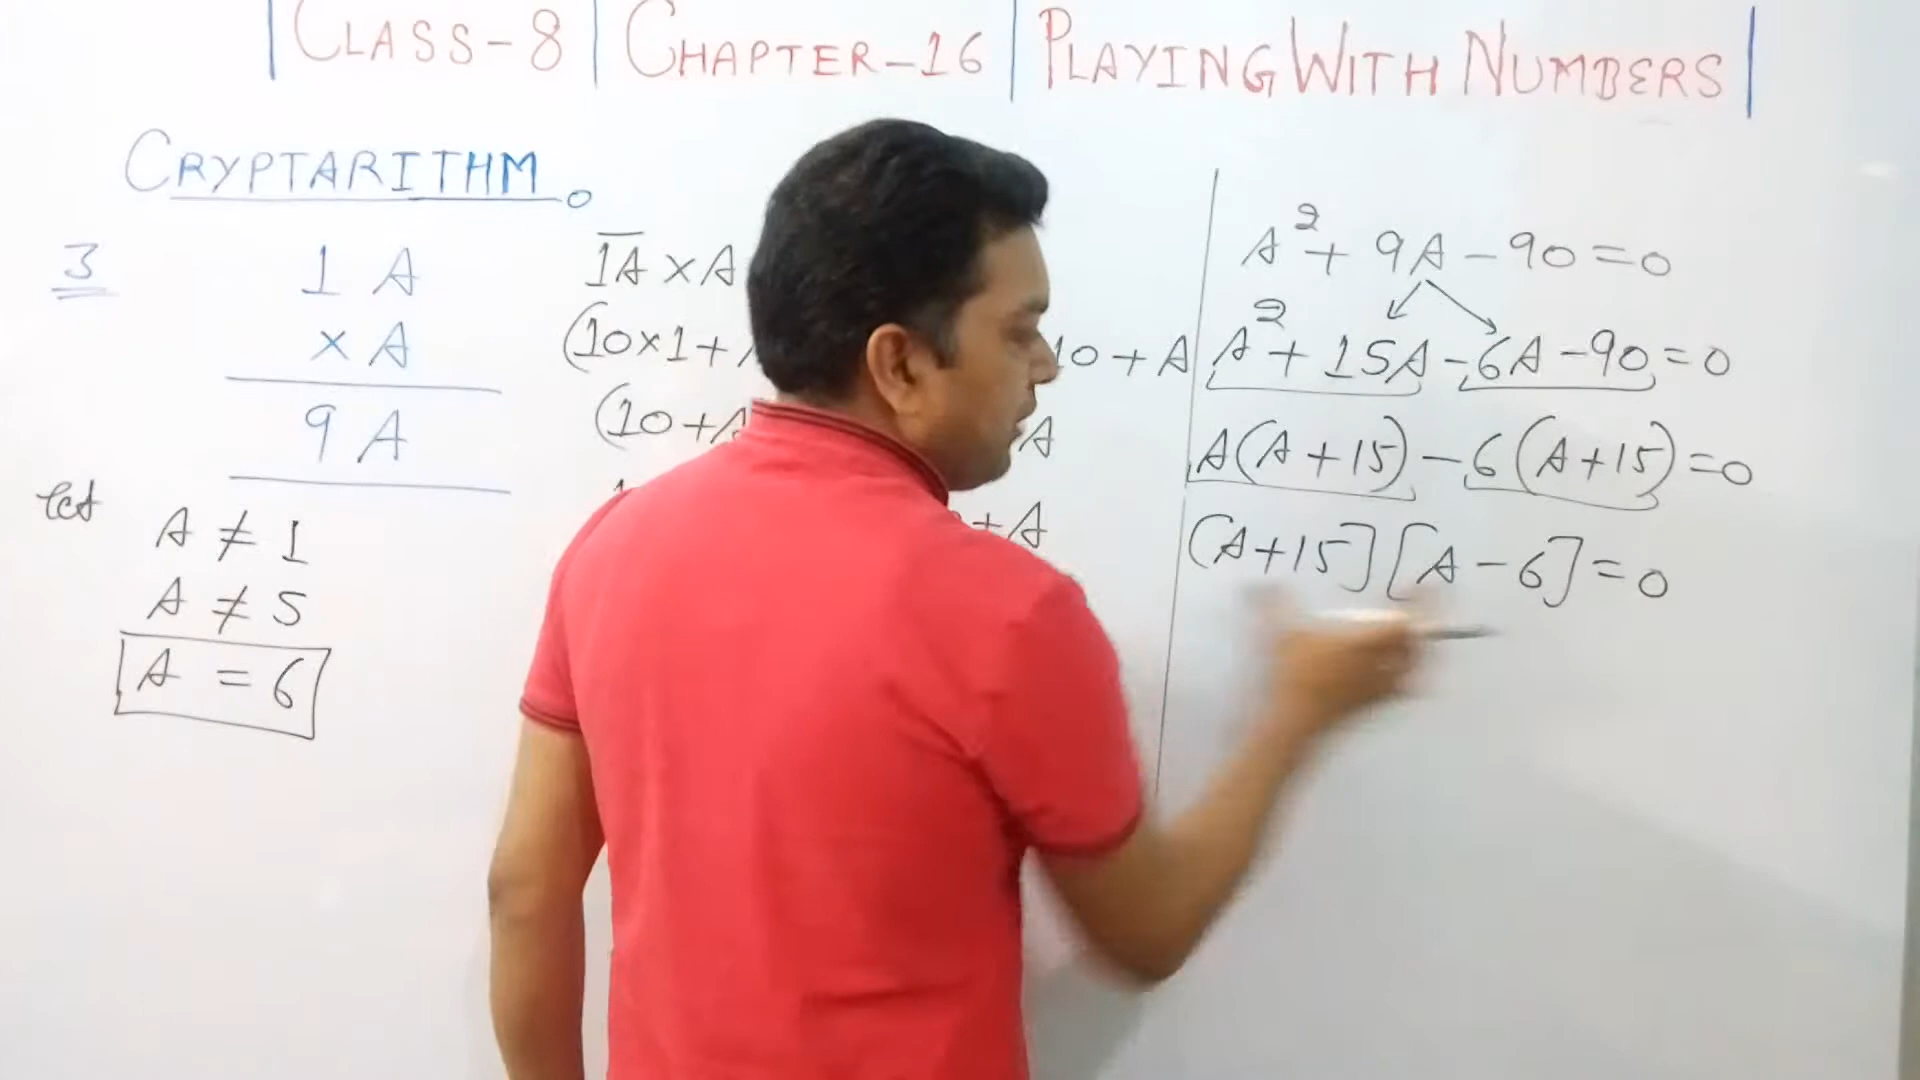 | CLASS-8 | CHAPTER-16 | PLAYING WITH NUMBERS |
CRYPTARITHM.
3
1 A
× A
9 A
Let
A ≠ 1
A ≠ 5
A = 6
1A × A
(10×1+ 10 + A
(10+A A
+A
A² + 9A - 90 = 0
A² + 15A - 6A - 90 = 0
A(A+15) - 6(A+15) = 0
(A+15][A-6] = 0